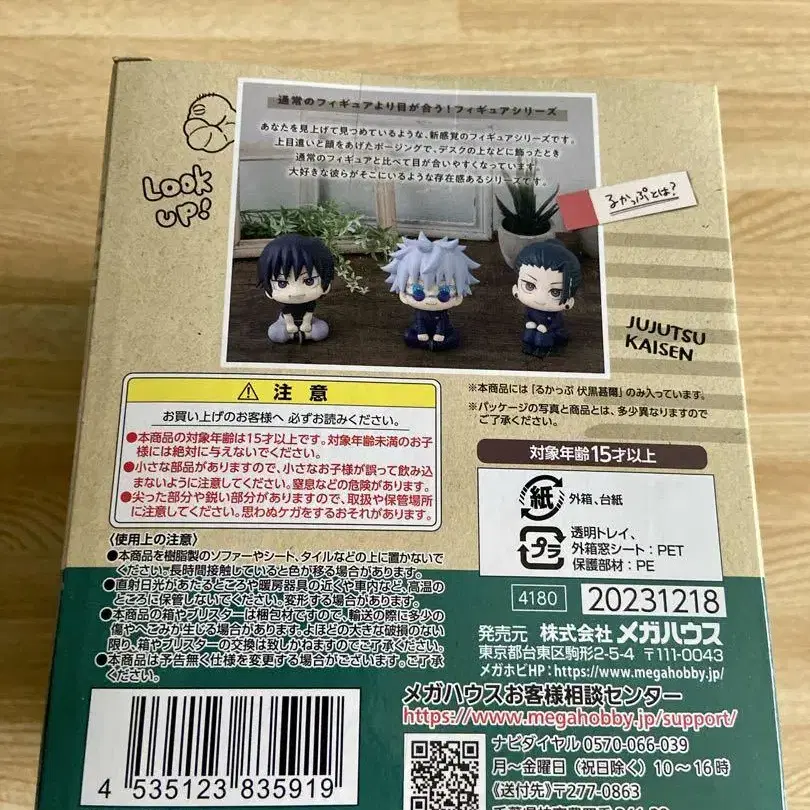 Look
UP!
通常のフィギュアより目が合う!フィギュアシリーズ
あなたを見上げて見つめているような、新感覚のフィギュアシリーズです。
上目遣いと顔をあげたポージングで、デスクの上などに飾ったとき
通常のフィギュアと比べて目が合いやすくなっています。
大好きな彼らがそこにいるような存在感あるシリーズです。
るかっぷとは?
JUJUTSU
KAISEN
※本商品には「るかっぷ 伏黒甚爾」のみ入っています。
※パッケージの写真と商品とは、多少異なりますので
ご了承ください。
注意
お買い上げのお客様へ 必ずお読みください。
●本商品の対象年齢は15才以上です。対象年齢未満のお子
様には絶対に与えないでください。
●小さな部品がありますので、小さなお子様が誤って飲み込
まないように注意してください。窒息などの危険があります。
●尖った部分や鋭い部分がありますので、取扱や保管場所
に注意してください。思わぬケガをするおそれがあります。
〈使用上の注意〉
●本商品を樹脂製のソファーやシート、タイルなどの上に置かないでく
ださい。長時間接触していると色が移る場合があります。
●直射日光があたるところや暖房器具の近くや車内など、高温の
ところに保管しないでください。変形する場合があります。
●本商品の箱やブリスターは梱包材ですので、輸送の際に多少の
傷やへこみが生じる場合があります。よほどの大きな破損のない
限り、箱やブリスターの交換は致しかねますのでご了承ください。
●本商品は予告無く仕様を変更する場合がございます。ご了承
ください。
対象年齢15才以上
紙
外箱、台紙
プラ
透明トレイ、
外箱窓シート:PET
保護部材:PE
4180
20231218
発売元 株式会社 メガハウス
東京都台東区駒形2-5-4 〒111-0043
メガホビHP:https://www.megahobby.jp/
メガハウスお客様相談センター
https://www.megahobby.jp/support/
ナビダイヤル 0570-066-039
月~金曜日(祝日除く)10~16時
〈送付先〉〒277-0863
4 535123 835919